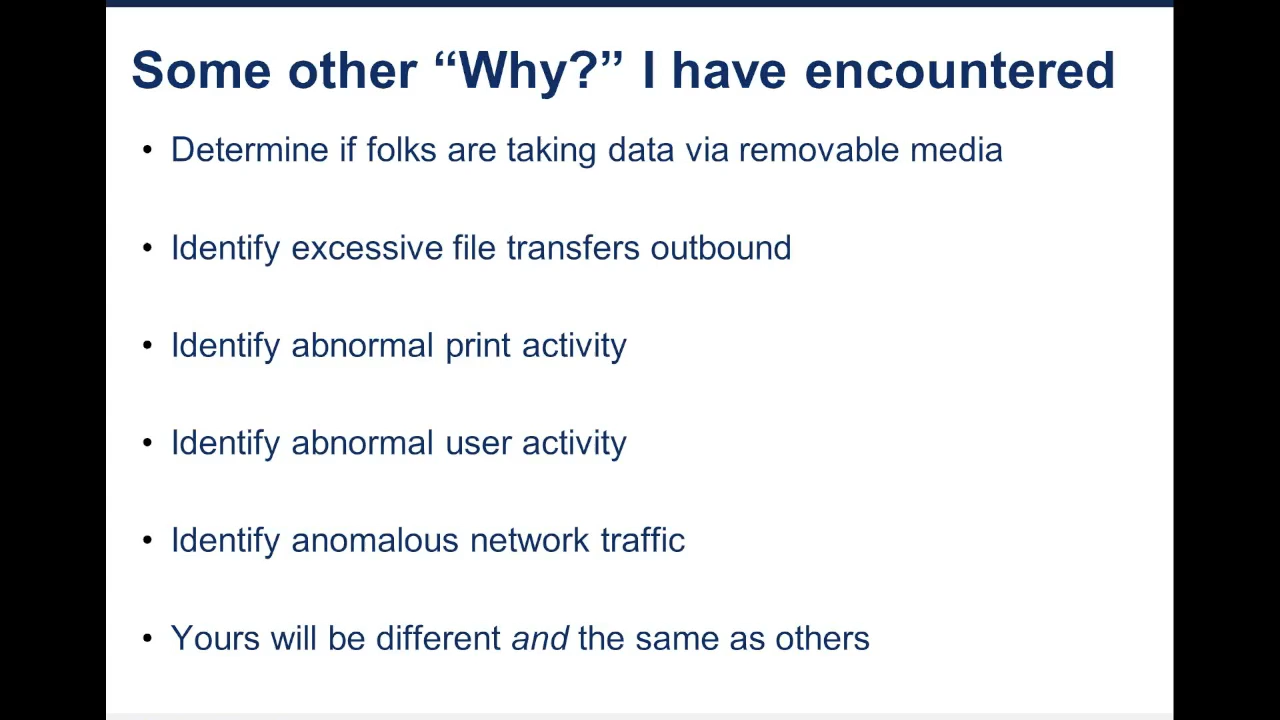 Some other “Why?” I have encountered
• Determine if folks are taking data via removable media
• Identify excessive file transfers outbound
• Identify abnormal print activity
• Identify abnormal user activity
• Identify anomalous network traffic
• Yours will be different and the same as others